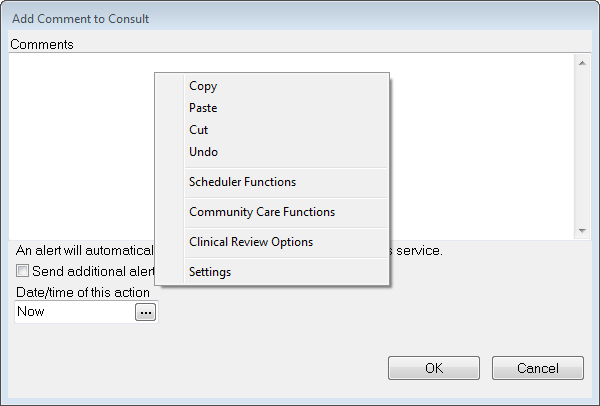 Add Comment to Consult
Comments
Copy
Paste
Cut
Undo
Scheduler Functions
Community Care Functions
Clinical Review Options
Settings
An alert will automatical s service.
Send additional alert
Date/time of this action
Now ...
OK Cancel